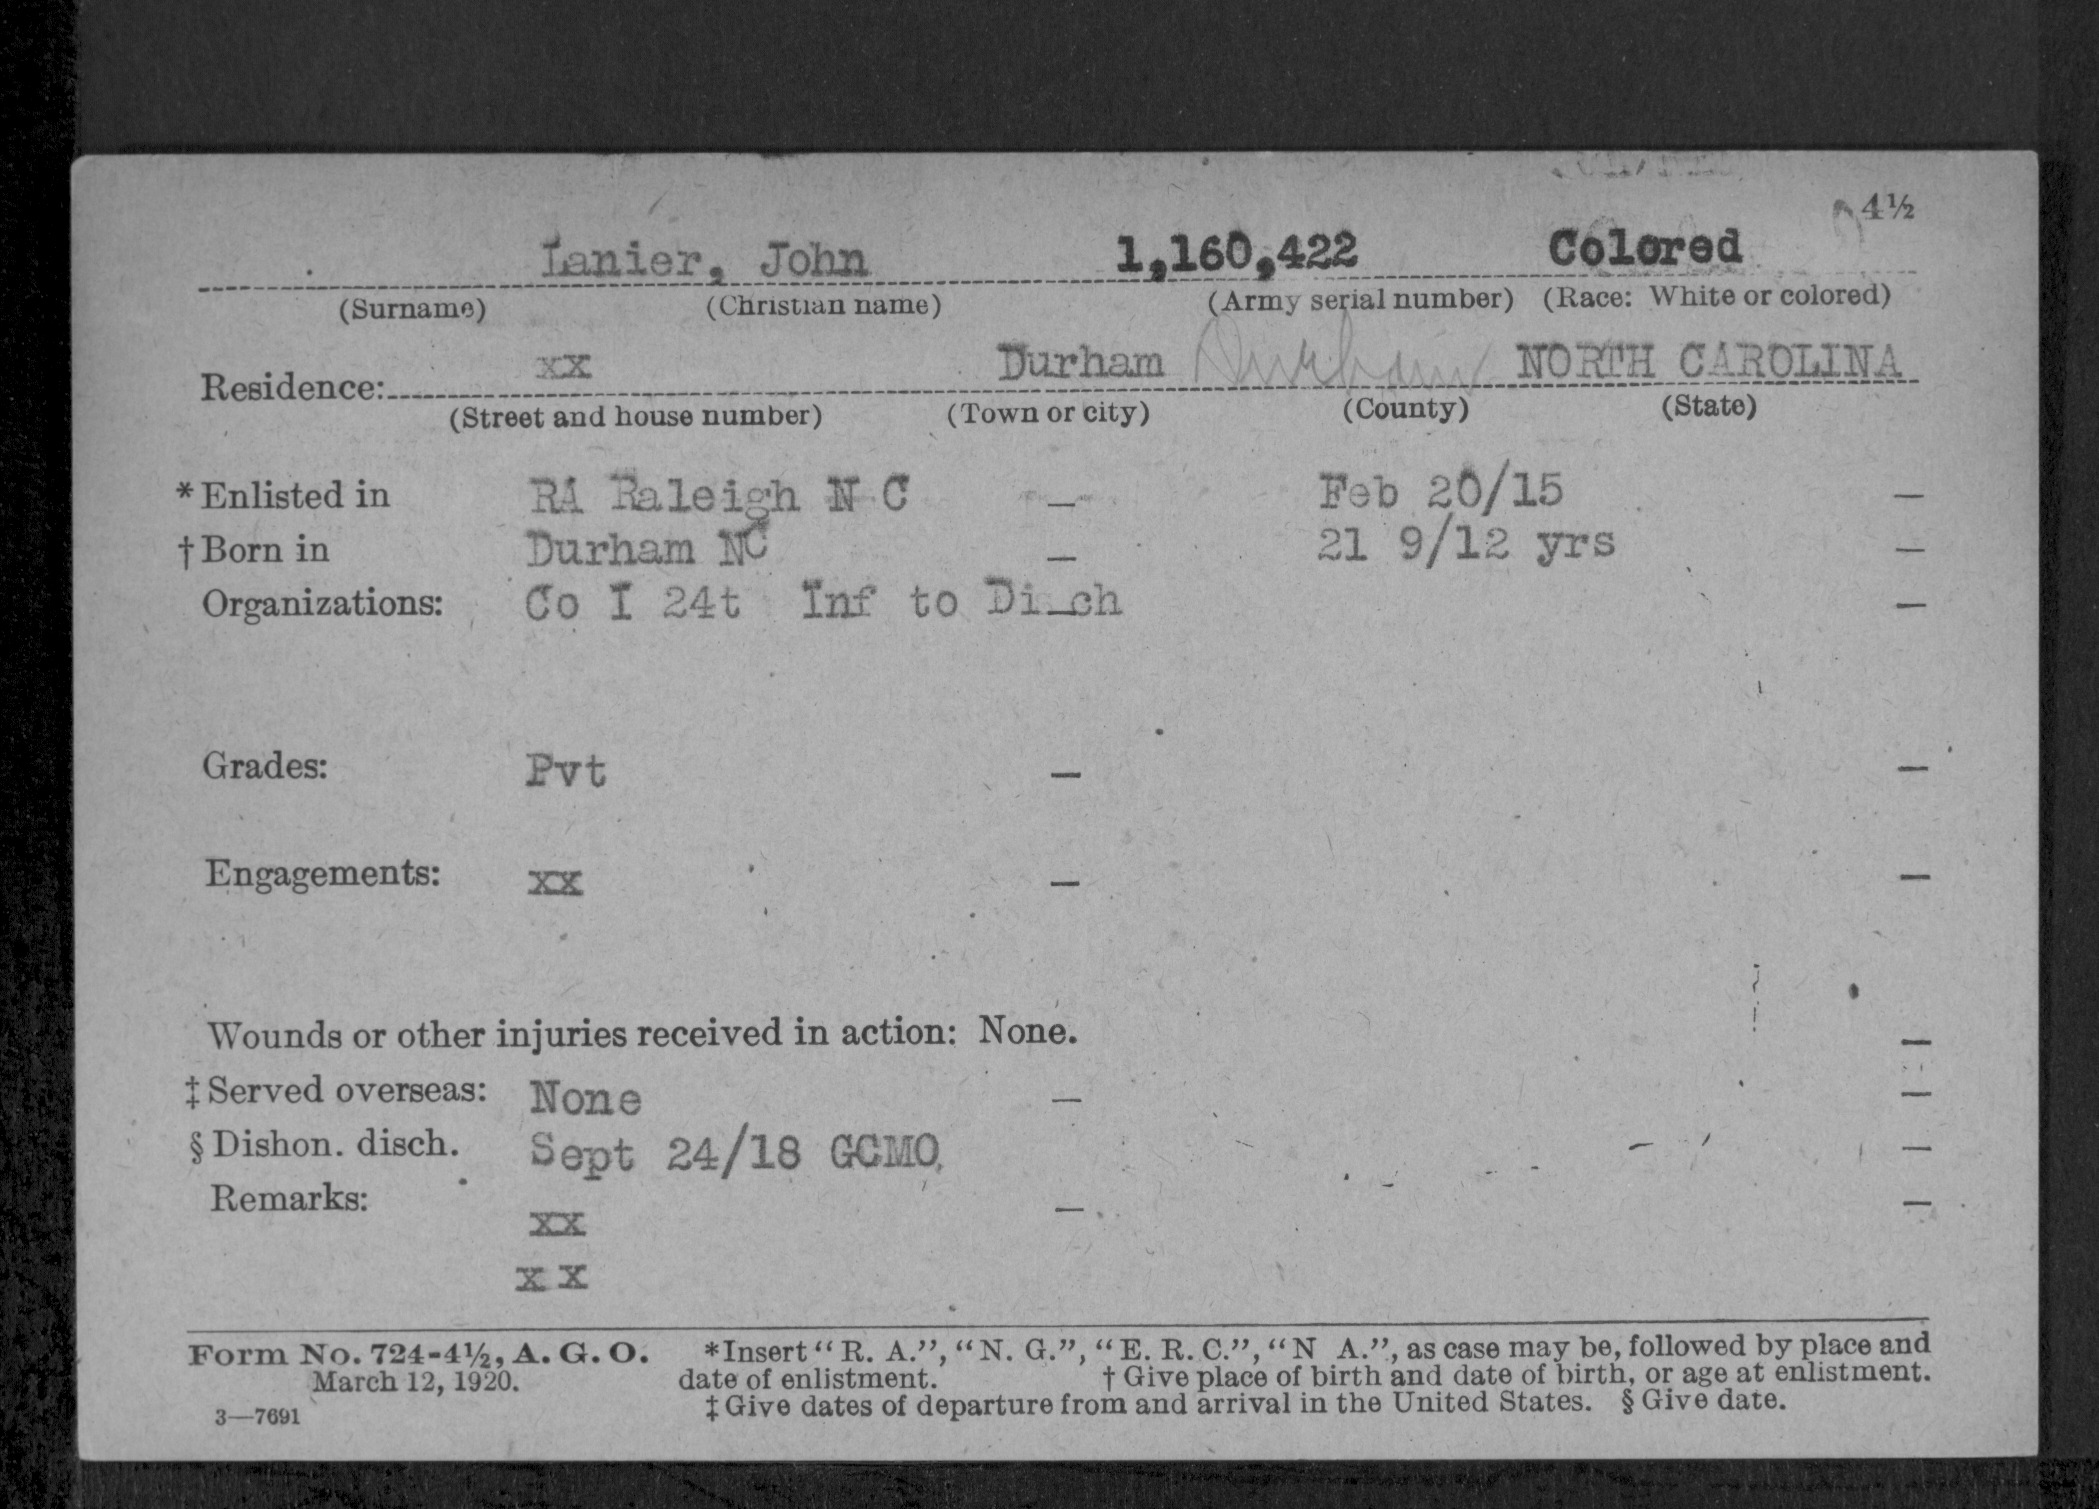 4½
Lanier, John 1,160,422 Colored
(Surname) (Christian name) (Army serial number) (Race: White or colored)
Residence: xx Durham Durham NORTH CAROLINA
(Street and house number) (Town or city) (County) (State)
*Enlisted in RA Raleigh N C — Feb 20/15 —
†Born in Durham NC — 21 9/12 yrs —
Organizations: Co I 24t Inf to Di ch —
Grades: Pvt — —
Engagements: xx — —
Wounds or other injuries received in action: None. —
‡Served overseas: None — —
§Dishon. disch. Sept 24/18 GCMO —
Remarks: xx — —
x x
Form No. 724-4½, A. G. O. *Insert “R. A.”, “N. G.”, “E. R. C.”, “N A.”, as case may be, followed by place and
March 12, 1920. date of enlistment. †Give place of birth and date of birth, or age at enlistment.
3—7691 ‡Give dates of departure from and arrival in the United States. §Give date.